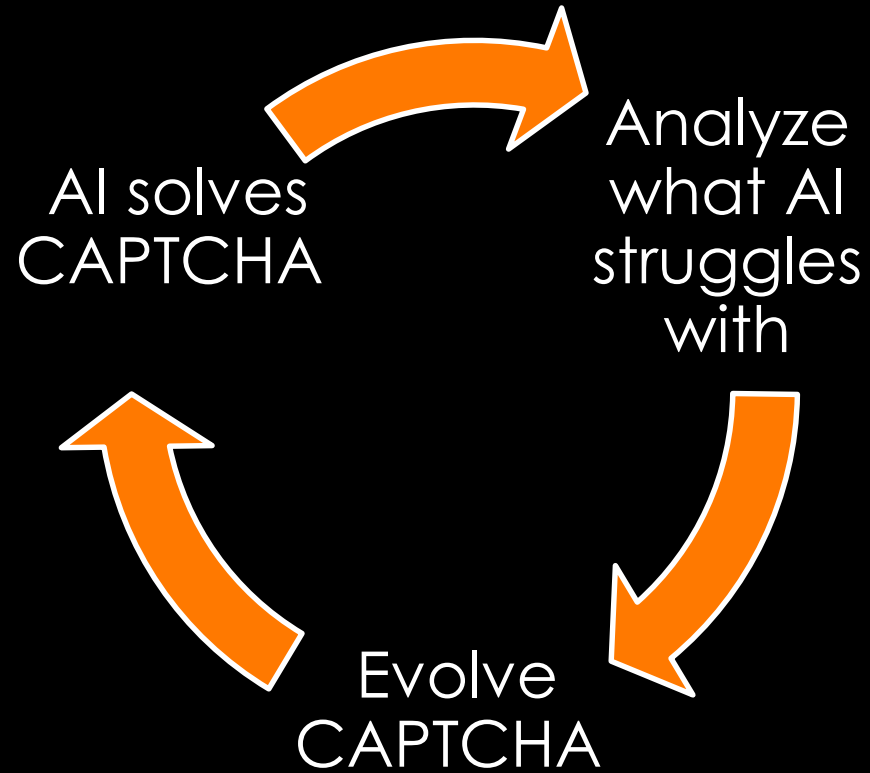 AI solves
CAPTCHA
Analyze
what AI
struggles
with
Evolve
CAPTCHA